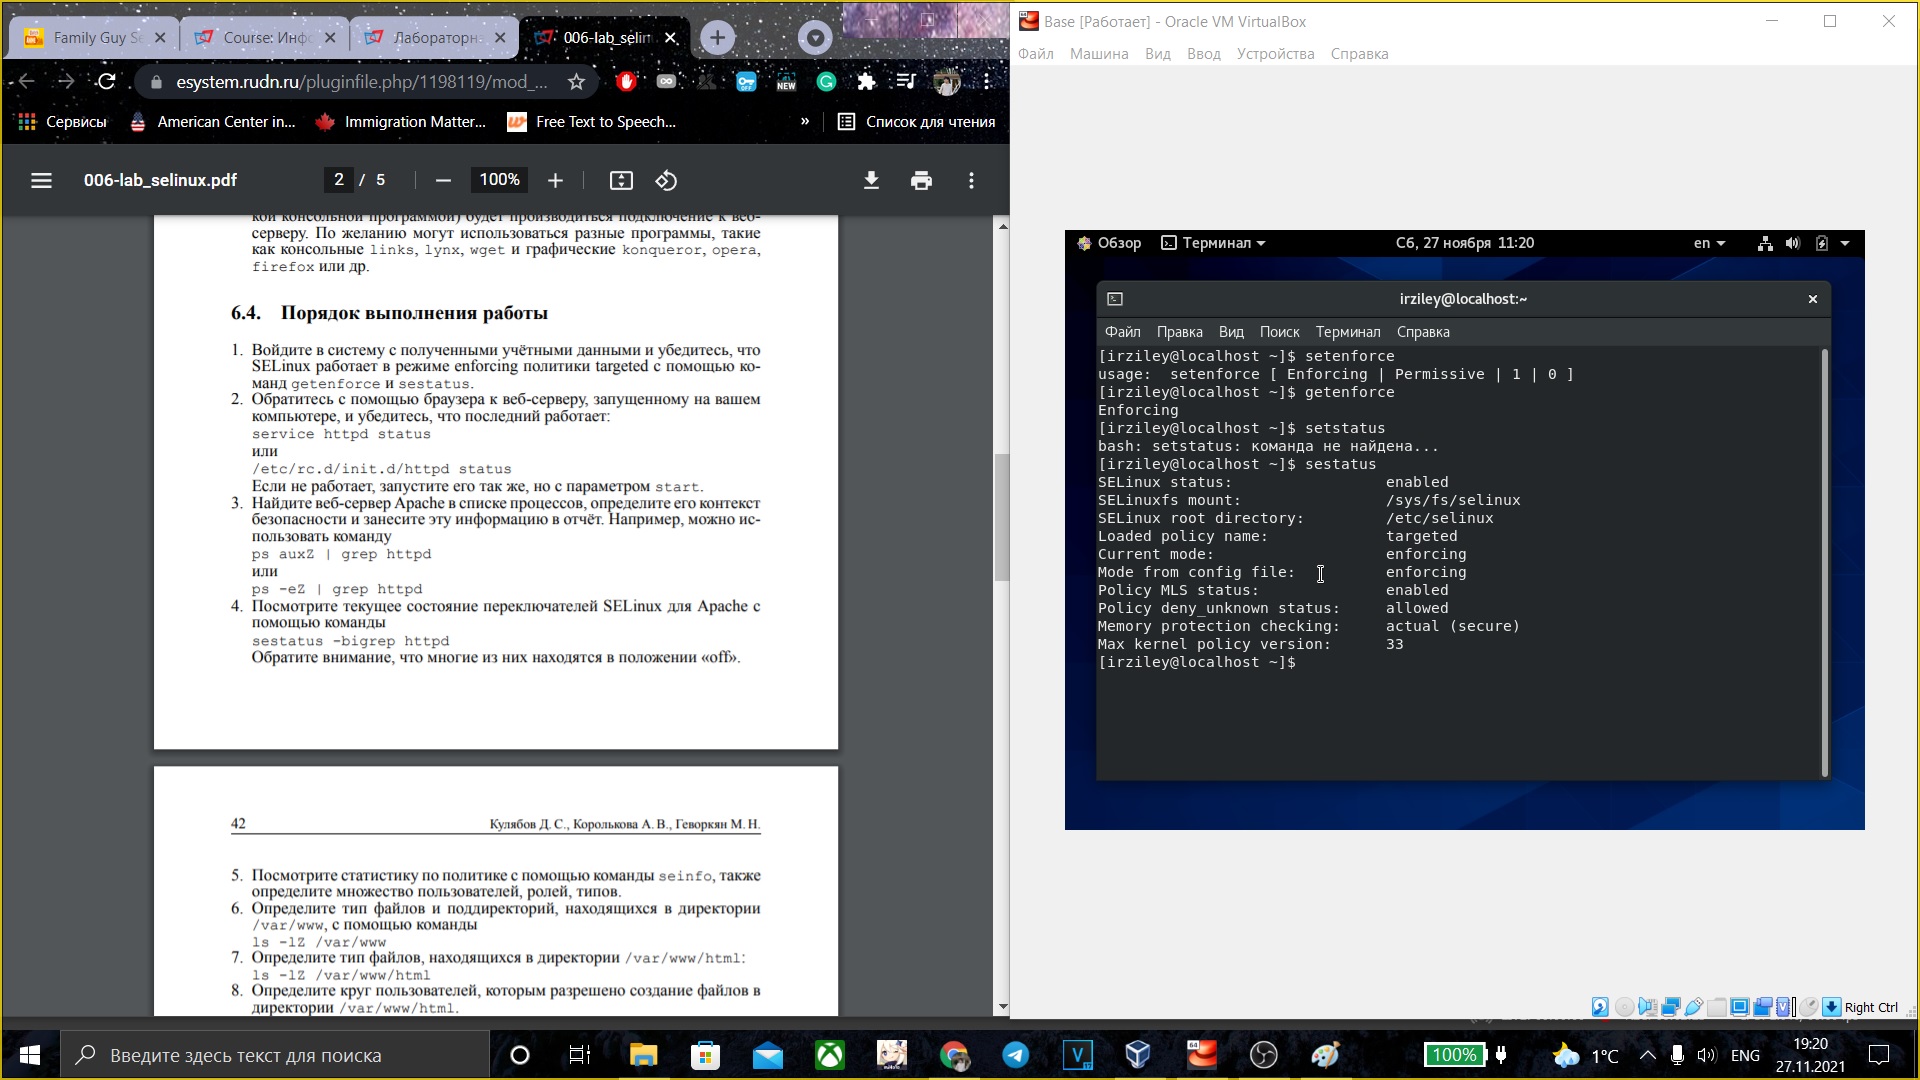 Family Guy S
Course: Инфо
Лабораторн
006-lab_selin
esystem.rudn.ru/pluginfile.php/1198119/mod_...
OFF
NEW
Сервисы
American Center in...
Immigration Matter...
Free Text to Speech...
»
Список для чтения
006-lab_selinux.pdf
2 / 5
100%
кой консольной программой) будет производиться подключение к веб-
серверу. По желанию могут использоваться разные программы, такие
как консольные links, lynx, wget и графические konqueror, opera,
firefox или др.
6.4. Порядок выполнения работы
1. Войдите в систему с полученными учётными данными и убедитесь, что
SELinux работает в режиме enforcing политики targeted с помощью ко-
манд getenforce и sestatus.
2. Обратитесь с помощью браузера к веб-серверу, запущенному на вашем
компьютере, и убедитесь, что последний работает:
service httpd status
или
/etc/rc.d/init.d/httpd status
Если не работает, запустите его так же, но с параметром start.
3. Найдите веб-сервер Apache в списке процессов, определите его контекст
безопасности и занесите эту информацию в отчёт. Например, можно ис-
пользовать команду
ps auxZ | grep httpd
или
ps -eZ | grep httpd
4. Посмотрите текущее состояние переключателей SELinux для Apache с
помощью команды
sestatus -bigrep httpd
Обратите внимание, что многие из них находятся в положении «off».
42
Кулябов Д. С., Королькова А. В., Геворкян М. Н.
5. Посмотрите статистику по политике с помощью команды seinfo, также
определите множество пользователей, ролей, типов.
6. Определите тип файлов и поддиректорий, находящихся в директории
/var/www, с помощью команды
ls -lZ /var/www
7. Определите тип файлов, находящихся в директории /var/www/html:
ls -lZ /var/www/html
8. Определите круг пользователей, которым разрешено создание файлов в
директории /var/www/html.
Base [Работает] - Oracle VM VirtualBox
Файл Машина Вид Ввод Устройства Справка
Обзор Терминал Сб, 27 ноября 11:20 en
irziley@localhost:~
Файл Правка Вид Поиск Терминал Справка
[irziley@localhost ~]$ setenforce
usage:  setenforce [ Enforcing | Permissive | 1 | 0 ]
[irziley@localhost ~]$ getenforce
Enforcing
[irziley@localhost ~]$ setstatus
bash: setstatus: команда не найдена...
[irziley@localhost ~]$ sestatus
SELinux status:                 enabled
SELinuxfs mount:                /sys/fs/selinux
SELinux root directory:         /etc/selinux
Loaded policy name:             targeted
Current mode:                   enforcing
Mode from config file:          enforcing
Policy MLS status:              enabled
Policy deny_unknown status:     allowed
Memory protection checking:     actual (secure)
Max kernel policy version:      33
[irziley@localhost ~]$
Right Ctrl
Введите здесь текст для поиска
100%
1°C
ENG
19:20
27.11.2021